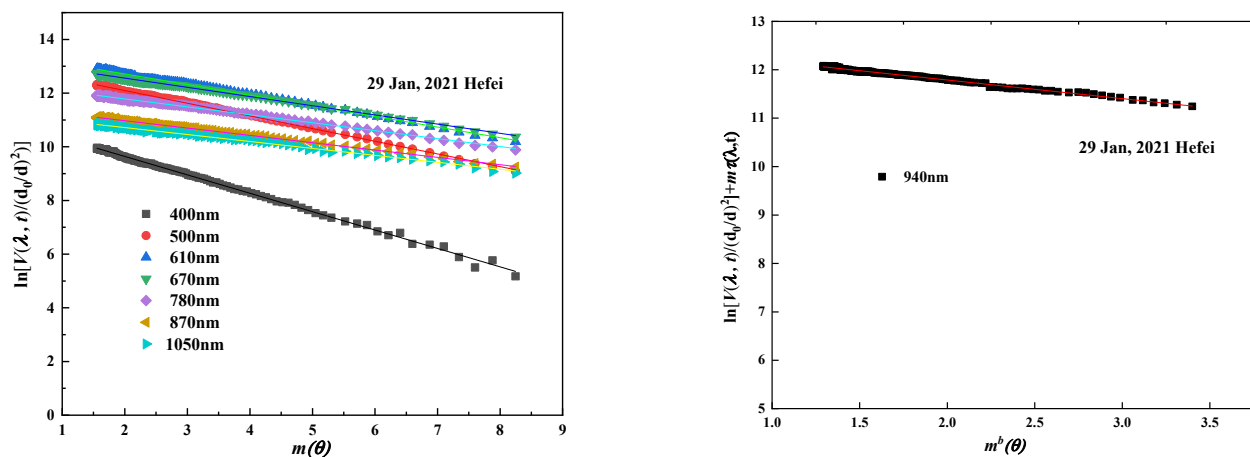 14
12
10
8
6
4
2
0
ln[V(λ, t)/(d₀/d)²)]
29 Jan, 2021 Hefei
400nm
500nm
610nm
670nm
780nm
870nm
1050nm
1 2 3 4 5 6 7 8 9
m(θ)
13
12
11
10
9
8
7
6
5
ln[V(λ, t)/(d₀/d)²]+mτ(λ,t)
29 Jan, 2021 Hefei
940nm
1.0 1.5 2.0 2.5 3.0 3.5
mᵇ(θ)